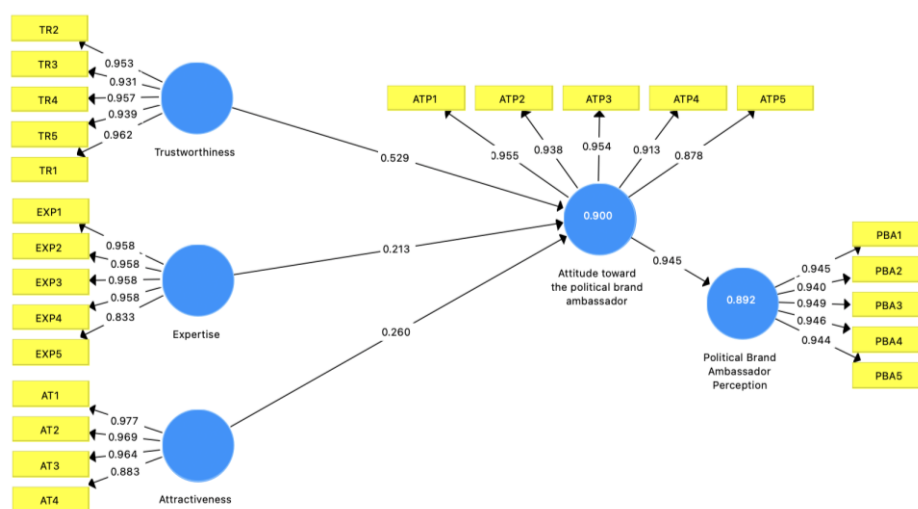 TR2
TR3
TR4
TR5
TR1
0.953
0.931
0.957
0.939
0.962
Trustworthiness
EXP1
EXP2
EXP3
EXP4
EXP5
0.958
0.958
0.958
0.958
0.833
Expertise
AT1
AT2
AT3
AT4
0.977
0.969
0.964
0.883
Attractiveness
0.529
0.213
0.260
ATP1
ATP2
ATP3
ATP4
ATP5
0.955
0.938
0.954
0.913
0.878
0.900
Attitude toward
the political brand
ambassador
0.945
0.892
Political Brand
Ambassador
Perception
PBA1
PBA2
PBA3
PBA4
PBA5
0.945
0.940
0.949
0.946
0.944